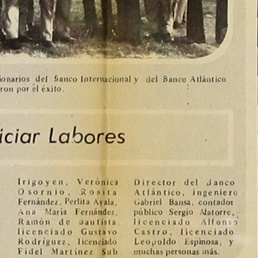 ionarios del Banco Internacional y del Banco Atlántico
ron por el éxito.
iciar Labores
Irigoyen, Verónica
Osornio, Rosita
Fernández, Perlita Ayala,
Ana María Fernández,
Ramón de Bautista,
licenciado Gustavo
Rodríguez, licenciado
Fidel Martínez Sub
Director del Banco
Atlántico, ingeniero
Gabriel Bansa, contador
público Sergio Alatorre,
licenciado Alfonso
Castro, licenciado
Leopoldo Espinosa, y
muchas personas más.